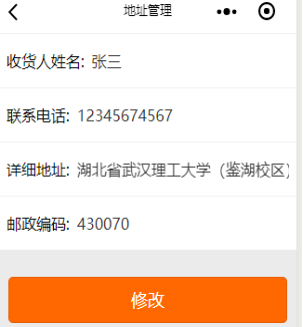 地址管理
收货人姓名: 张三
联系电话: 12345674567
详细地址: 湖北省武汉理工大学（鉴湖校区）
邮政编码: 430070
修改